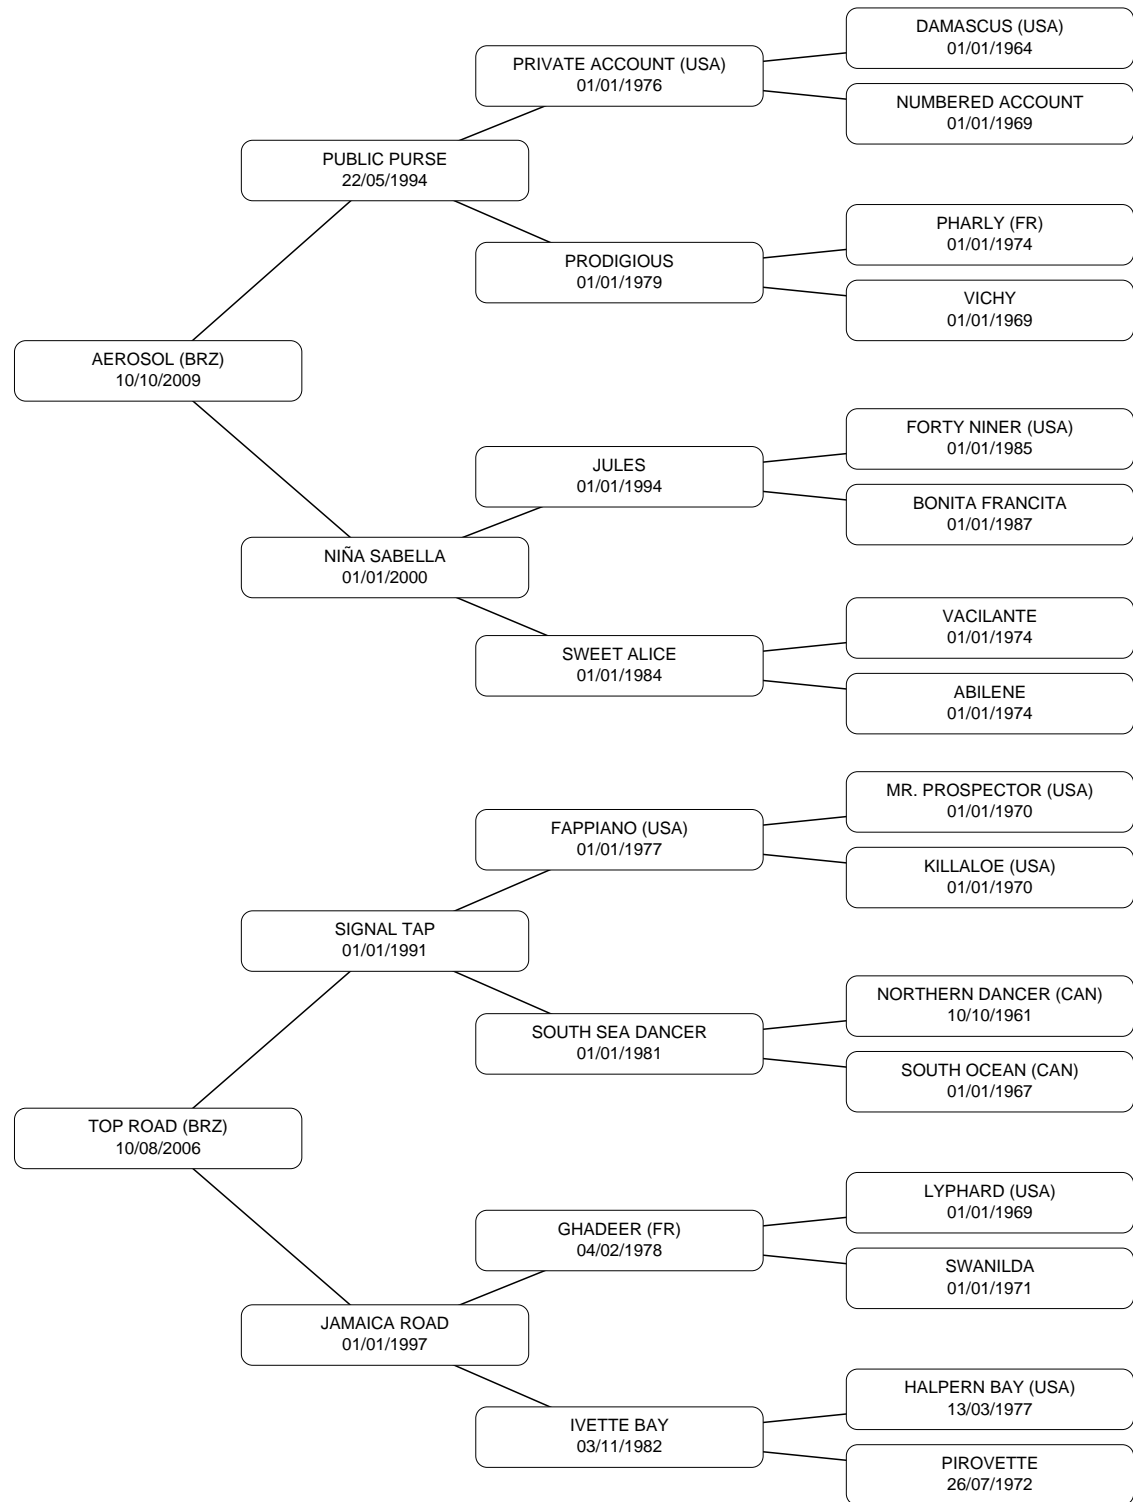 DAMASCUS (USA)
01/01/1964
PRIVATE ACCOUNT (USA)
01/01/1976
NUMBERED ACCOUNT
01/01/1969
PUBLIC PURSE
22/05/1994
PHARLY (FR)
01/01/1974
PRODIGIOUS
01/01/1979
VICHY
01/01/1969
AEROSOL (BRZ)
10/10/2009
FORTY NINER (USA)
01/01/1985
JULES
01/01/1994
BONITA FRANCITA
01/01/1987
NIÑA SABELLA
01/01/2000
VACILANTE
01/01/1974
SWEET ALICE
01/01/1984
ABILENE
01/01/1974
MR. PROSPECTOR (USA)
01/01/1970
FAPPIANO (USA)
01/01/1977
KILLALOE (USA)
01/01/1970
SIGNAL TAP
01/01/1991
NORTHERN DANCER (CAN)
10/10/1961
SOUTH SEA DANCER
01/01/1981
SOUTH OCEAN (CAN)
01/01/1967
TOP ROAD (BRZ)
10/08/2006
LYPHARD (USA)
01/01/1969
GHADEER (FR)
04/02/1978
SWANILDA
01/01/1971
JAMAICA ROAD
01/01/1997
HALPERN BAY (USA)
13/03/1977
IVETTE BAY
03/11/1982
PIROVETTE
26/07/1972